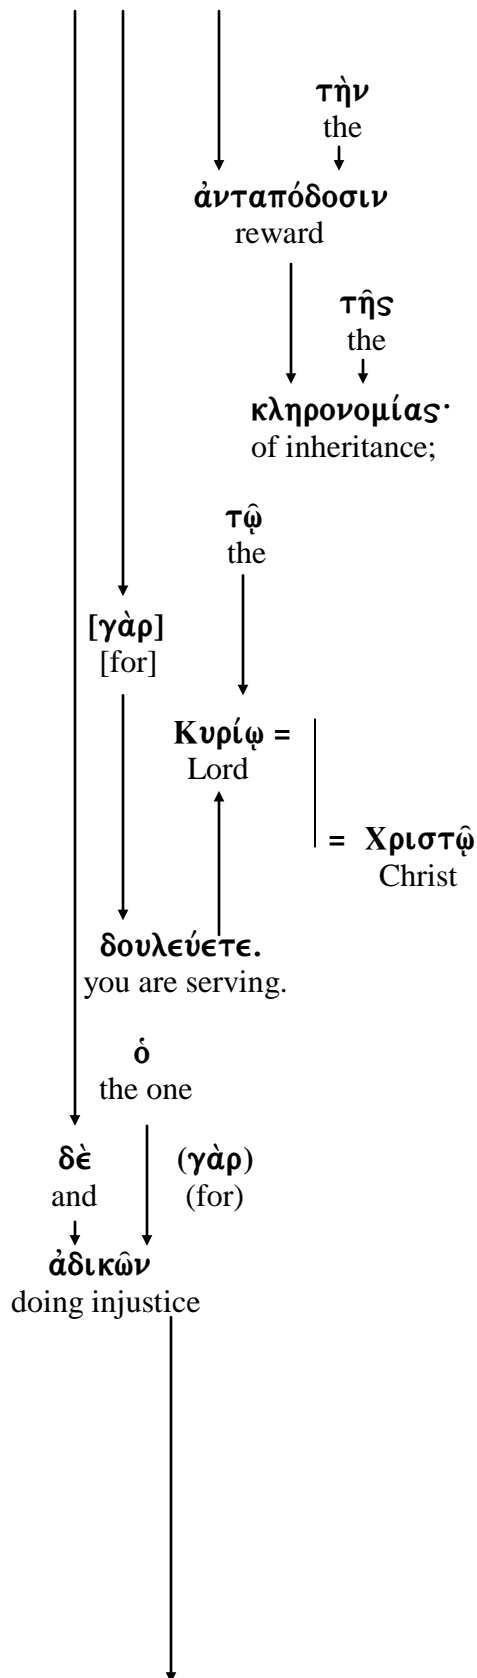 τὴν
the
ἀνταπόδοσιν
reward
τῆς
the
κληρονομίας·
of inheritance;
τῷ
the
[γὰρ]
[for]
Κυρίῳ =
Lord
= Χριστῷ
Christ
δουλεύετε.
you are serving.
ὁ
the one
δὲ (γὰρ)
and (for)
ἀδικῶν
doing injustice